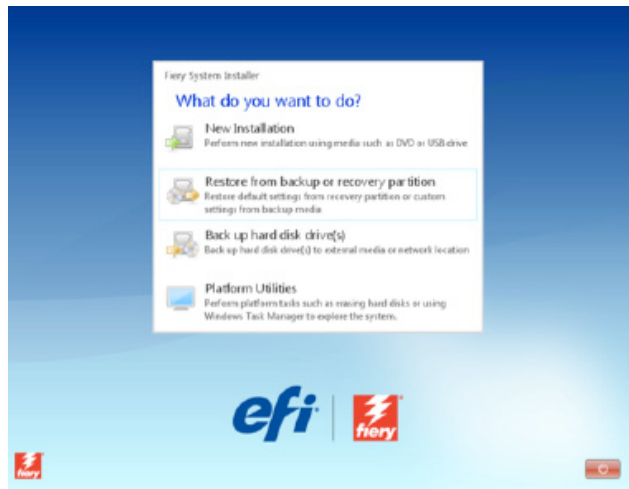 Fiery System Installer
What do you want to do?
New Installation
Perform new installation using media such as DVD or USB drive
Restore from backup or recovery partition
Restore default settings from recovery partition or custom
settings from backup media
Back up hard disk drive(s)
Back up hard disk drive(s) to external media or network location
Platform Utilities
Perform platform tasks such as erasing hard disks or using
Windows Task Manager to explore the system.
efi fiery
fiery